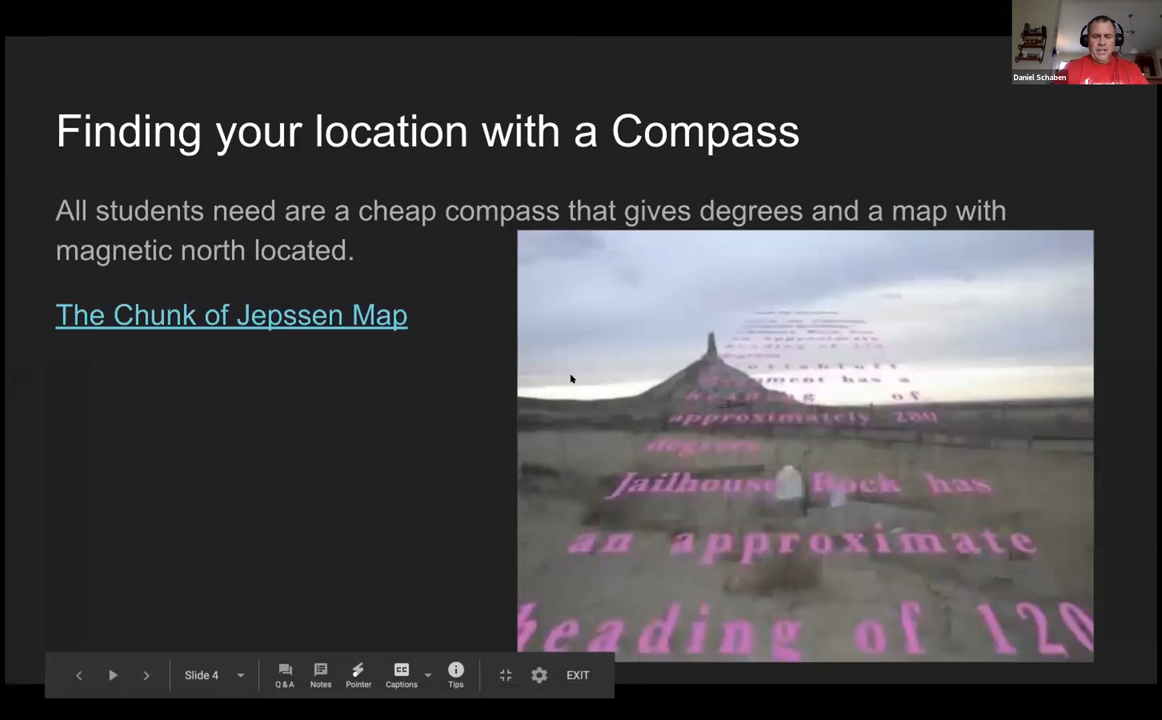 Daniel Schaben
Finding your location with a Compass
All students need are a cheap compass that gives degrees and a map with
magnetic north located.
The Chunk of Jepssen Map
has a
of
approximately 280
degrees
Jailhouse Rock has
an approximate
heading of 120
Slide 4
Q & A
Notes
Pointer
Captions
Tips
EXIT